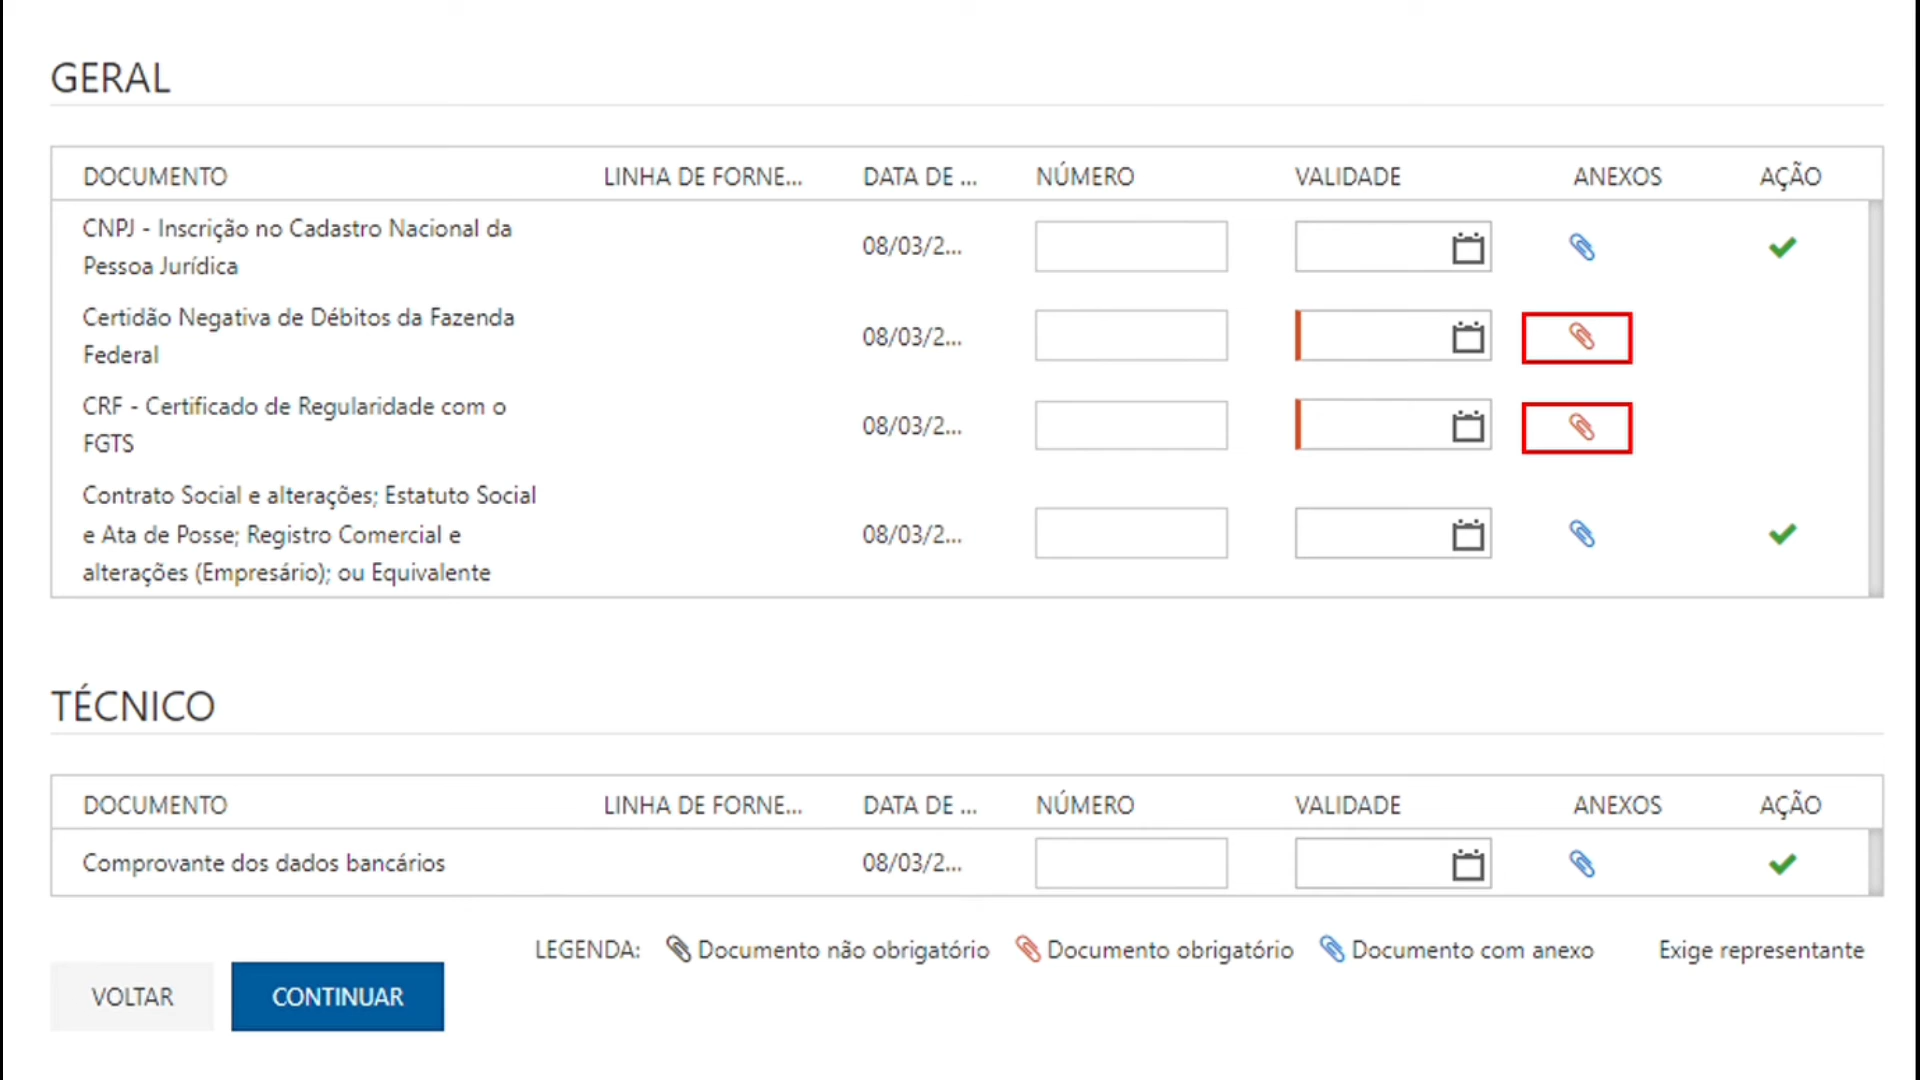 GERAL
DOCUMENTO LINHA DE FORNE... DATA DE ... NÚMERO VALIDADE ANEXOS AÇÃO
CNPJ - Inscrição no Cadastro Nacional da
Pessoa Jurídica
08/03/2...
Certidão Negativa de Débitos da Fazenda
Federal
08/03/2...
CRF - Certificado de Regularidade com o
FGTS
08/03/2...
Contrato Social e alterações; Estatuto Social
e Ata de Posse; Registro Comercial e
alterações (Empresário); ou Equivalente
08/03/2...
TÉCNICO
DOCUMENTO LINHA DE FORNE... DATA DE ... NÚMERO VALIDADE ANEXOS AÇÃO
Comprovante dos dados bancários 08/03/2...
LEGENDA: Documento não obrigatório Documento obrigatório Documento com anexo Exige representante
VOLTAR CONTINUAR